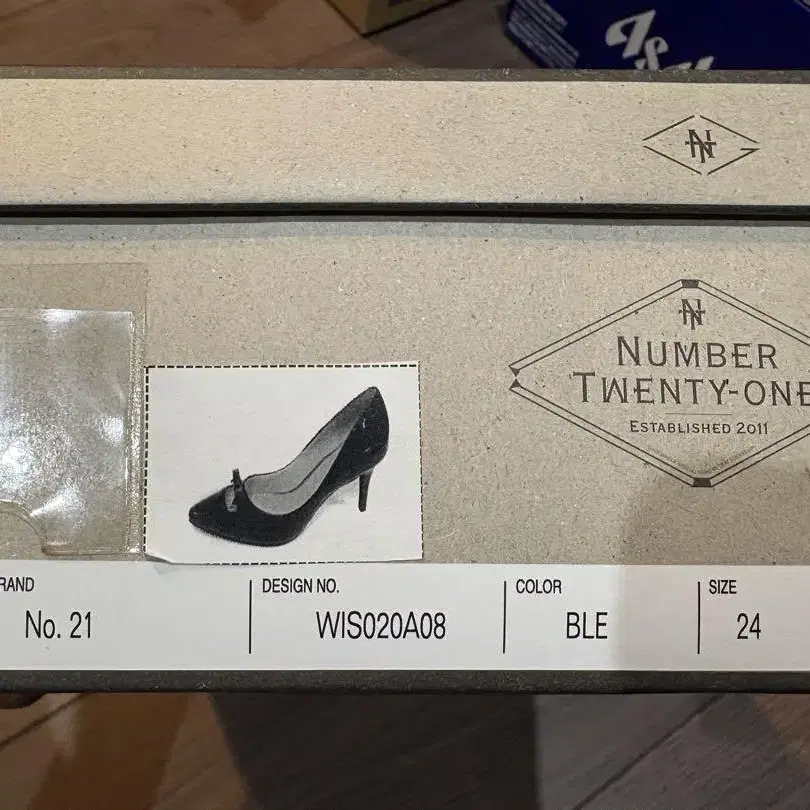 NUMBER
TWENTY-ONE
ESTABLISHED 2011
RAND
No. 21
DESIGN NO.
WIS020A08
COLOR
BLE
SIZE
24